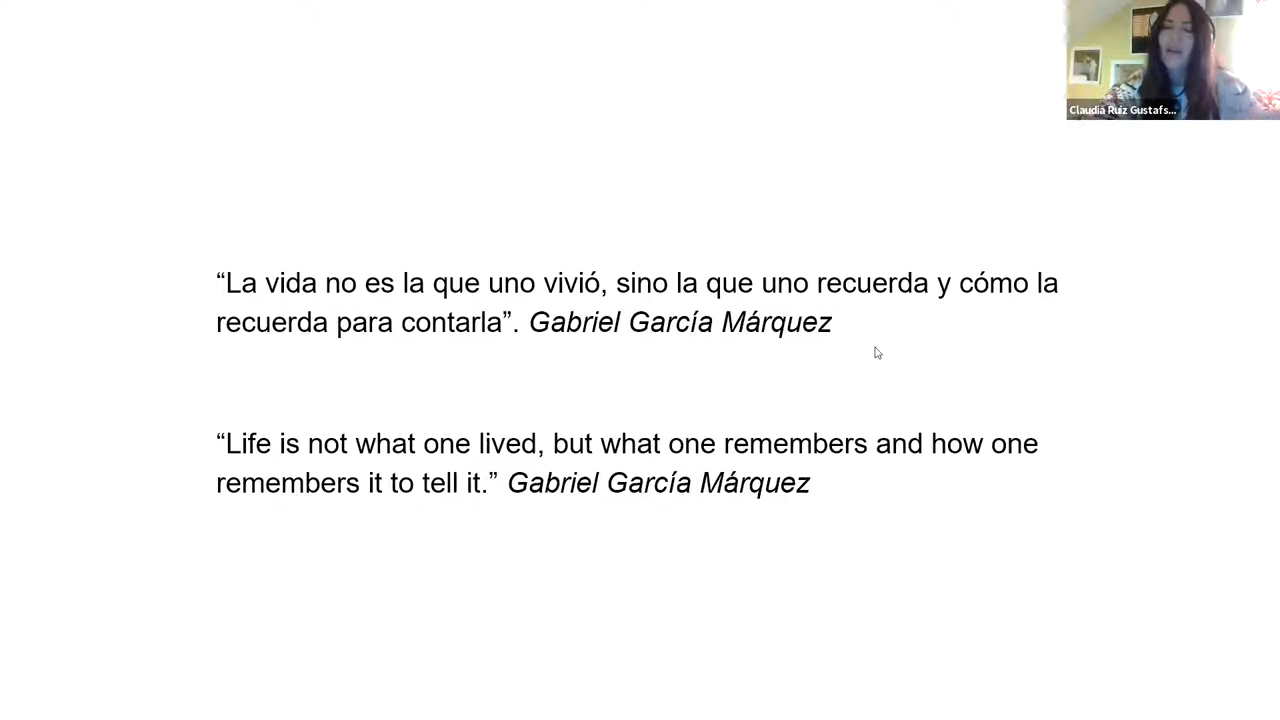 Claudia Ruiz Gustafs...
“La vida no es la que uno vivió, sino la que uno recuerda y cómo la
recuerda para contarla”. Gabriel García Márquez
“Life is not what one lived, but what one remembers and how one
remembers it to tell it.” Gabriel García Márquez